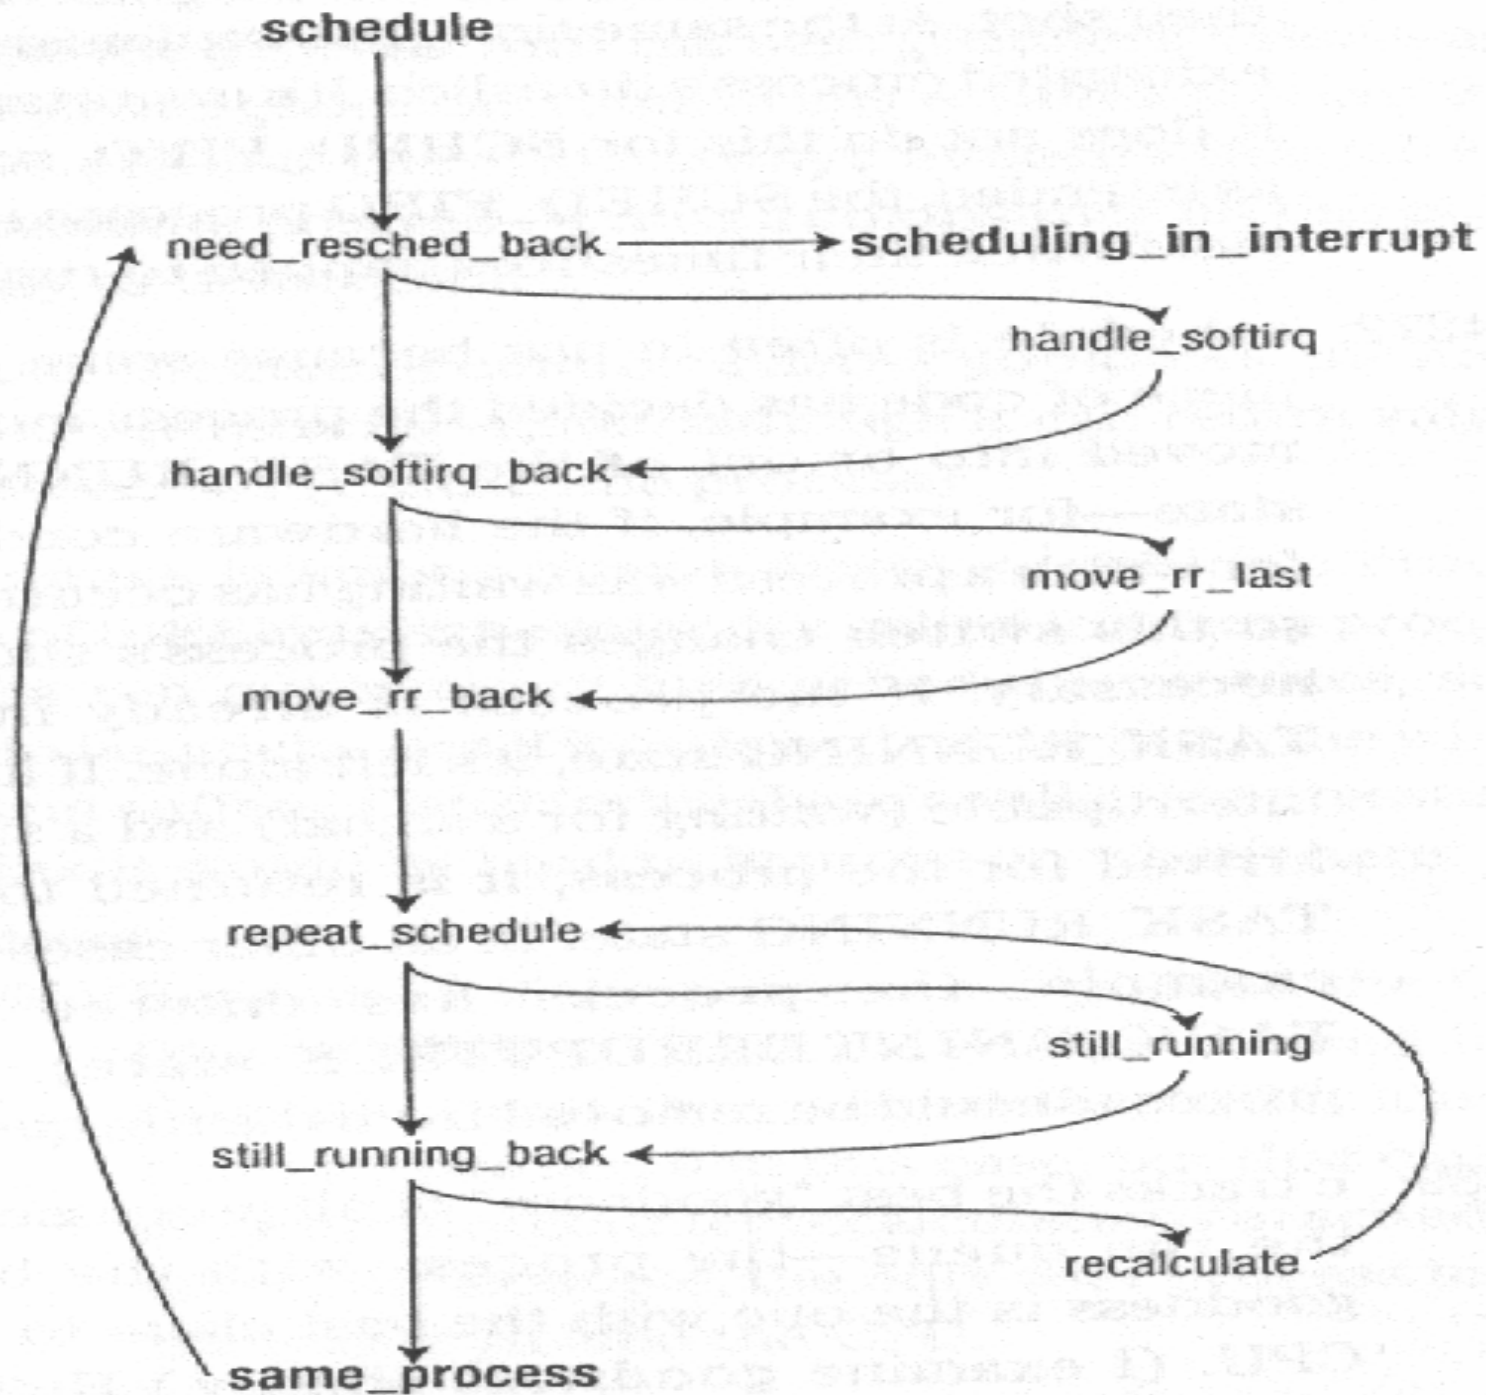 schedule
need_resched_back
scheduling_in_interrupt
handle_softirq
handle_softirq_back
move_rr_last
move_rr_back
repeat_schedule
still_running
still_running_back
recalculate
same_process